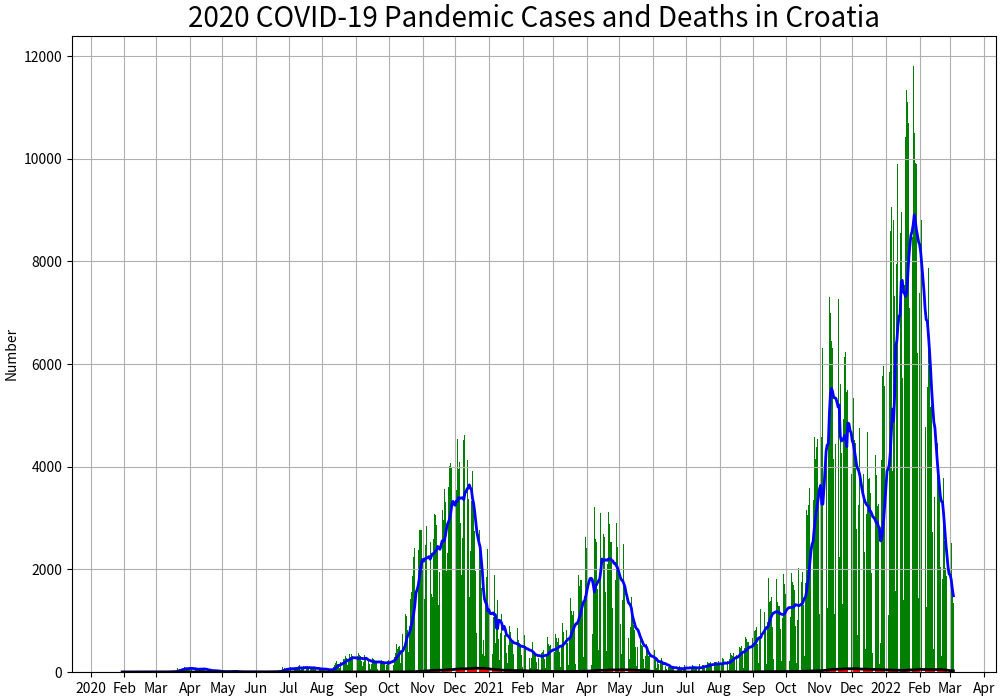 2020 COVID-19 Pandemic Cases and Deaths in Croatia
12000
10000
8000
6000
4000
2000
0
Number
2020 Feb Mar Apr May Jun Jul Aug Sep Oct Nov Dec 2021 Feb Mar Apr May Jun Jul Aug Sep Oct Nov Dec 2022 Feb Mar Apr